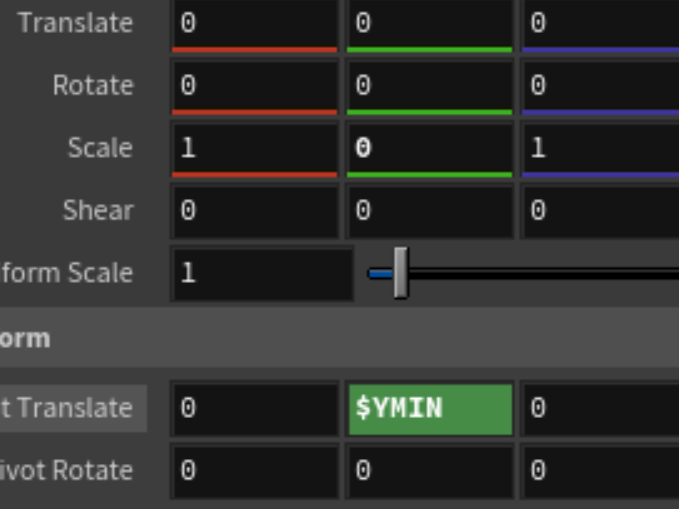 Translate 0 0 0
Rotate 0 0 0
Scale 1 0 1
Shear 0 0 0
form Scale 1
orm
t Translate 0 $YMIN 0
ivot Rotate 0 0 0